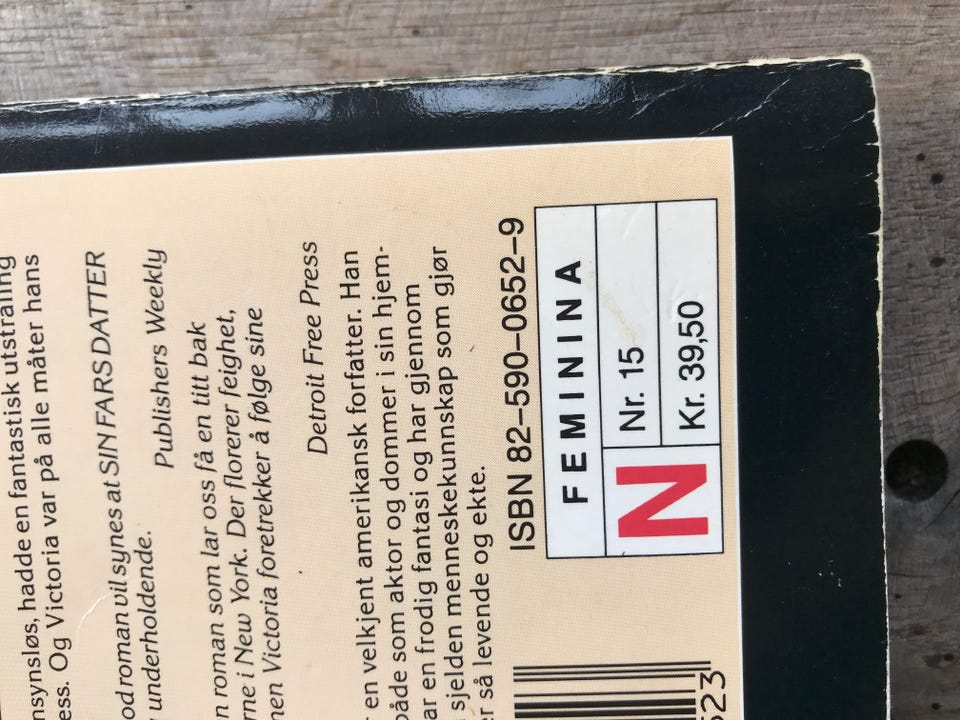 nsynsløs, hadde en fantastisk utstråling
ess. Og Victoria var på alle måter hans
od roman vil synes at SIN FARS DATTER
underholdende.
Publishers Weekly
n roman som lar oss få en titt bak
rne i New York. Der florerer feighet,
nen Victoria foretrekker å følge sine
Detroit Free Press
r en velkjent amerikansk forfatter. Han
både som aktor og dommer i sin hjem-
ar en frodig fantasi og har gjennom
sjelden menneskekunnskap som gjør
er så levende og ekte.
ISBN 82-590-0652-9
FEMININA
N
Nr. 15
Kr. 39,50
523